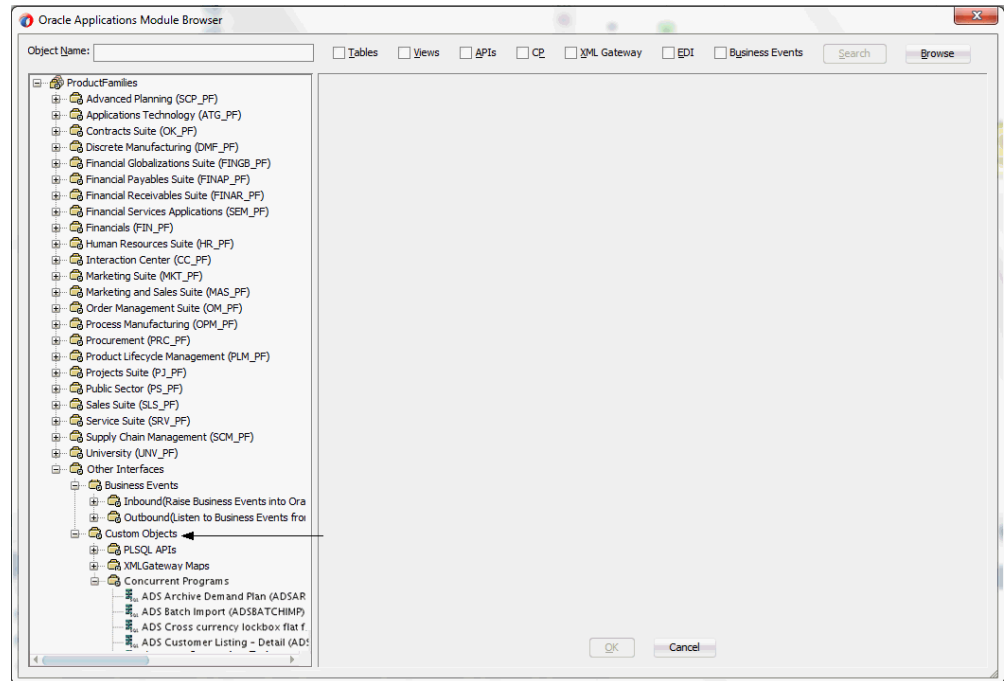 Oracle Applications Module Browser
Object Name: Tables Views APIs CP XML Gateway EDI Business Events Search Browse
ProductFamilies
Advanced Planning (SCP_PF)
Applications Technology (ATG_PF)
Contracts Suite (OK_PF)
Discrete Manufacturing (DMF_PF)
Financial Globalizations Suite (FINGB_PF)
Financial Payables Suite (FINAP_PF)
Financial Receivables Suite (FINAR_PF)
Financial Services Applications (SEM_PF)
Financials (FIN_PF)
Human Resources Suite (HR_PF)
Interaction Center (CC_PF)
Marketing Suite (MKT_PF)
Marketing and Sales Suite (MAS_PF)
Order Management Suite (OM_PF)
Process Manufacturing (OPM_PF)
Procurement (PRC_PF)
Product Lifecycle Management (PLM_PF)
Projects Suite (PJ_PF)
Public Sector (PS_PF)
Sales Suite (SLS_PF)
Service Suite (SRV_PF)
Supply Chain Management (SCM_PF)
University (UNV_PF)
Other Interfaces
Business Events
Inbound(Raise Business Events into Ora
Outbound(Listen to Business Events fro
Custom Objects
PLSQL APIs
XMLGateway Maps
Concurrent Programs
ADS Archive Demand Plan (ADSAR
ADS Batch Import (ADSBATCHIMP)
ADS Cross currency lockbox flat f
ADS Customer Listing - Detail (ADS
OK Cancel